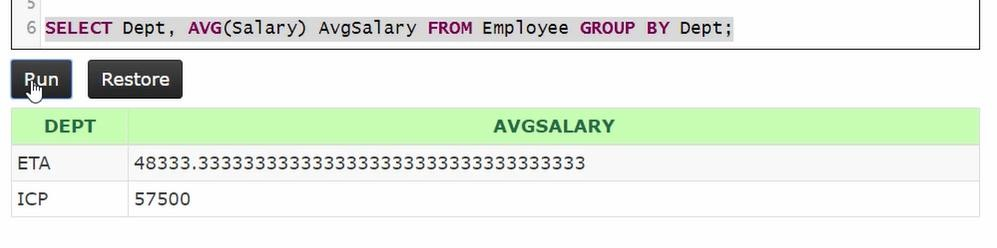 5
6 SELECT Dept, AVG(Salary) AvgSalary FROM Employee GROUP BY Dept;
Run Restore
DEPT AVGSALARY
ETA 48333.3333333333333333333333333333333333
ICP 57500